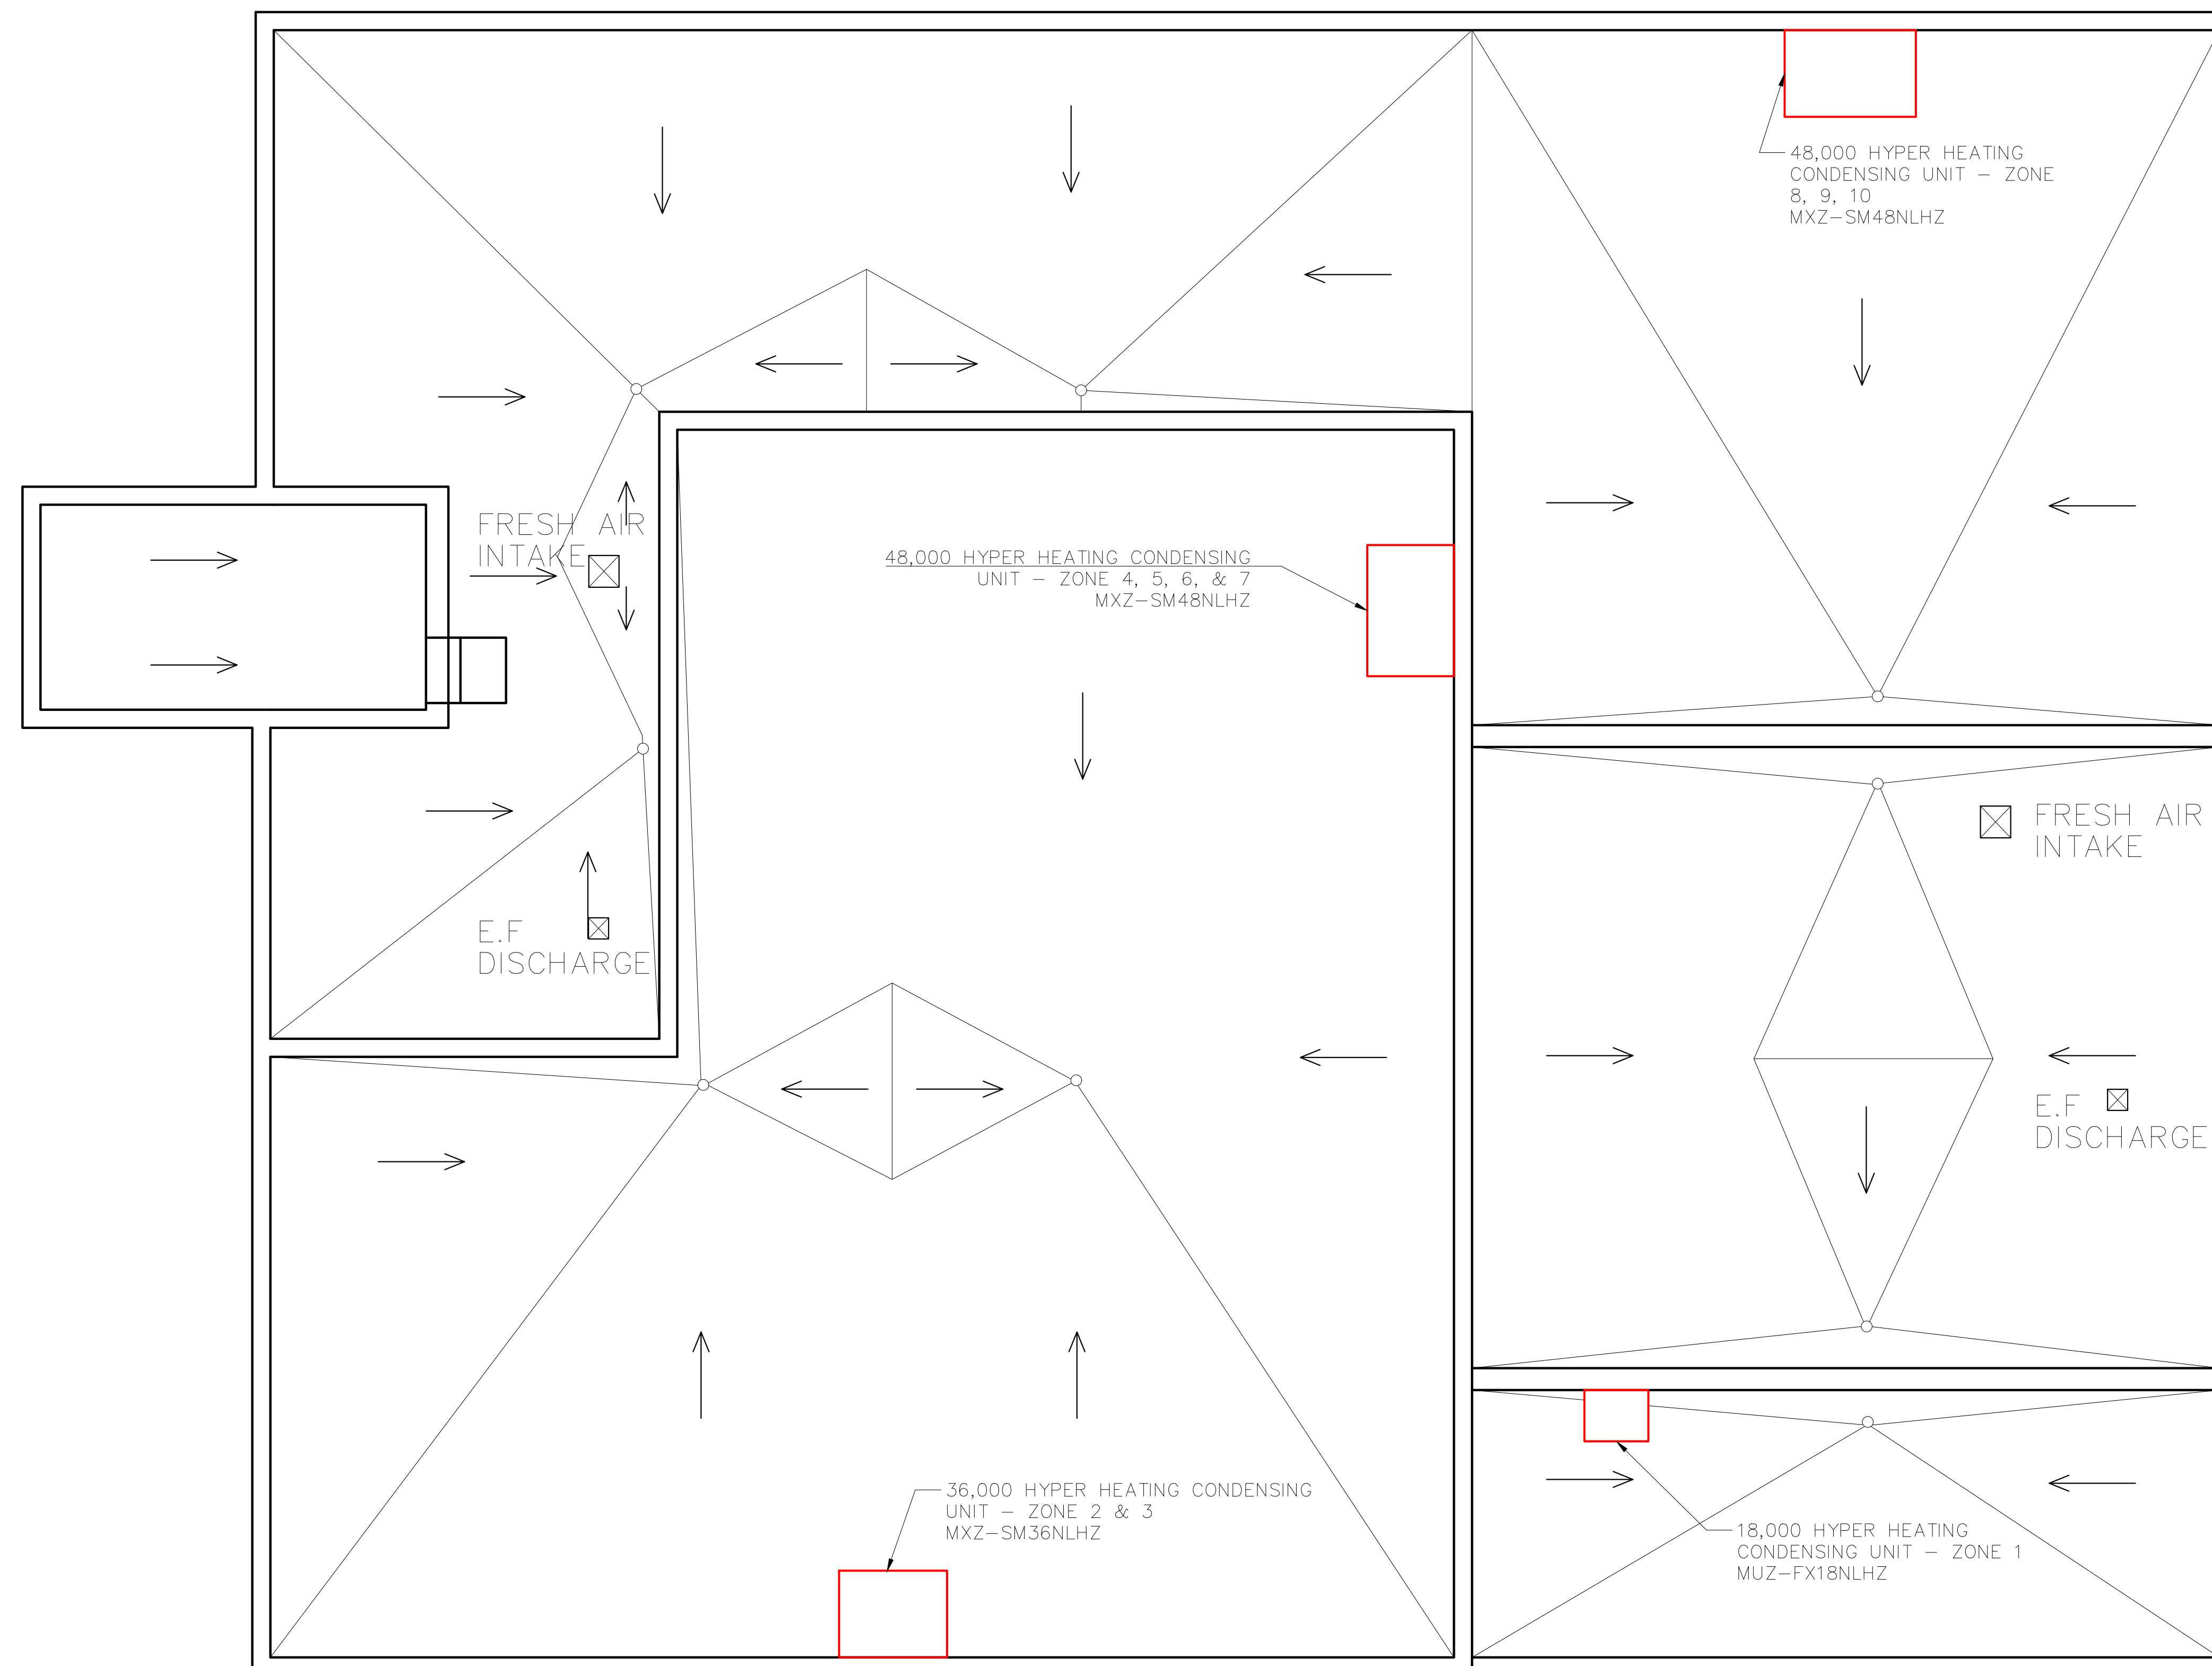 48,000 HYPER HEATING
CONDENSING UNIT - ZONE
8, 9, 10
MXZ-SM48NLHZ
FRESH AIR
INTAKE
48,000 HYPER HEATING CONDENSING
UNIT - ZONE 4, 5, 6, & 7
MXZ-SM48NLHZ
FRESH AIR
INTAKE
E.F
DISCHARGE
E.F
DISCHARGE
36,000 HYPER HEATING CONDENSING
UNIT - ZONE 2 & 3
MXZ-SM36NLHZ
18,000 HYPER HEATING
CONDENSING UNIT - ZONE 1
MUZ-FX18NLHZ